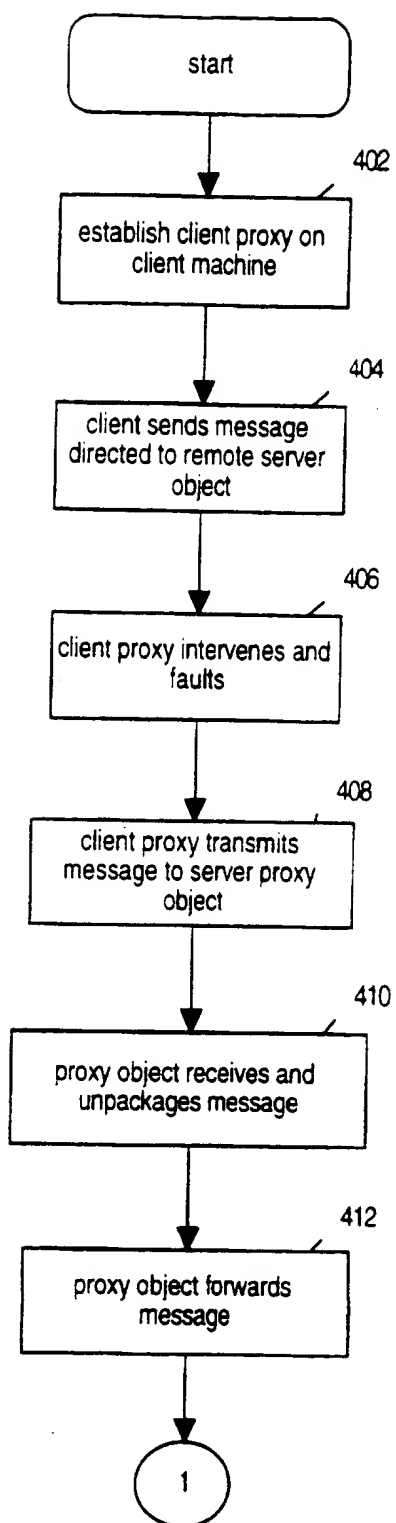 start
402
establish client proxy on
client machine
404
client sends message
directed to remote server
object
406
client proxy intervenes and
faults
408
client proxy transmits
message to server proxy
object
410
proxy object receives and
unpackages message
412
proxy object forwards
message
1